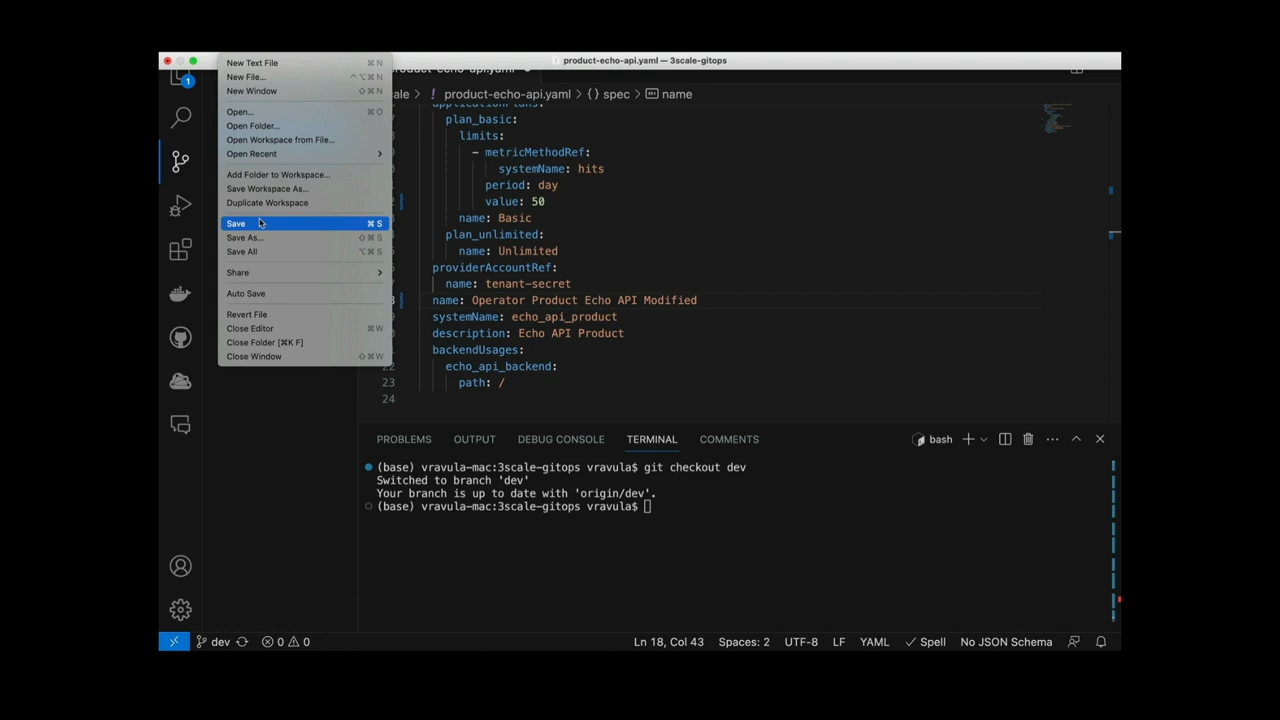 product-echo-api.yaml — 3scale-gitops
New Text File ⌘ N
New File... ^⌥⌘ N
New Window ⇧⌘ N
Open... ⌘ O
Open Folder...
Open Workspace from File...
Open Recent
Add Folder to Workspace...
Save Workspace As...
Duplicate Workspace
Save ⌘ S
Save As... ⇧⌘ S
Save All ⌥⌘ S
Share
Auto Save
Revert File
Close Editor ⌘ W
Close Folder [⌘K F]
Close Window ⇧⌘ W
1
product-echo-api.yaml
ale > ! product-echo-api.yaml > {} spec > name
applicationPlans:
plan_basic:
limits:
- metricMethodRef:
systemName: hits
period: day
value: 50
name: Basic
plan_unlimited:
name: Unlimited
providerAccountRef:
name: tenant-secret
name: Operator Product Echo API Modified
systemName: echo_api_product
description: Echo API Product
backendUsages:
22 echo_api_backend:
23 path: /
24
PROBLEMS OUTPUT DEBUG CONSOLE TERMINAL COMMENTS bash
(base) vravula-mac:3scale-gitops vravula$ git checkout dev
Switched to branch 'dev'
Your branch is up to date with 'origin/dev'.
(base) vravula-mac:3scale-gitops vravula$
dev 0 0 Ln 18, Col 43 Spaces: 2 UTF-8 LF YAML ✓ Spell No JSON Schema